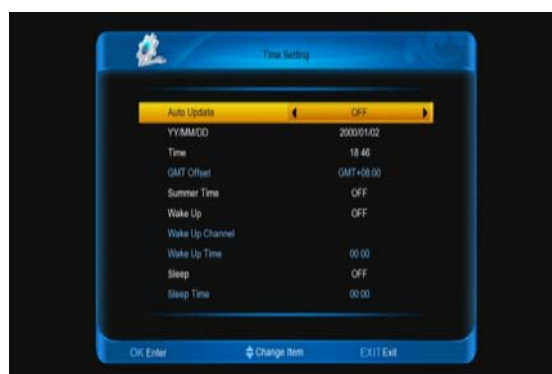 Time Setting
Auto Update OFF
YY/MM/DD 2000/01/02
Time 18:46
GMT Offset GMT+08:00
Summer Time OFF
Wake Up OFF
Wake Up Channel
Wake Up Time 00:00
Sleep OFF
Sleep Time 00:00
OK Enter Change Item EXIT Exit